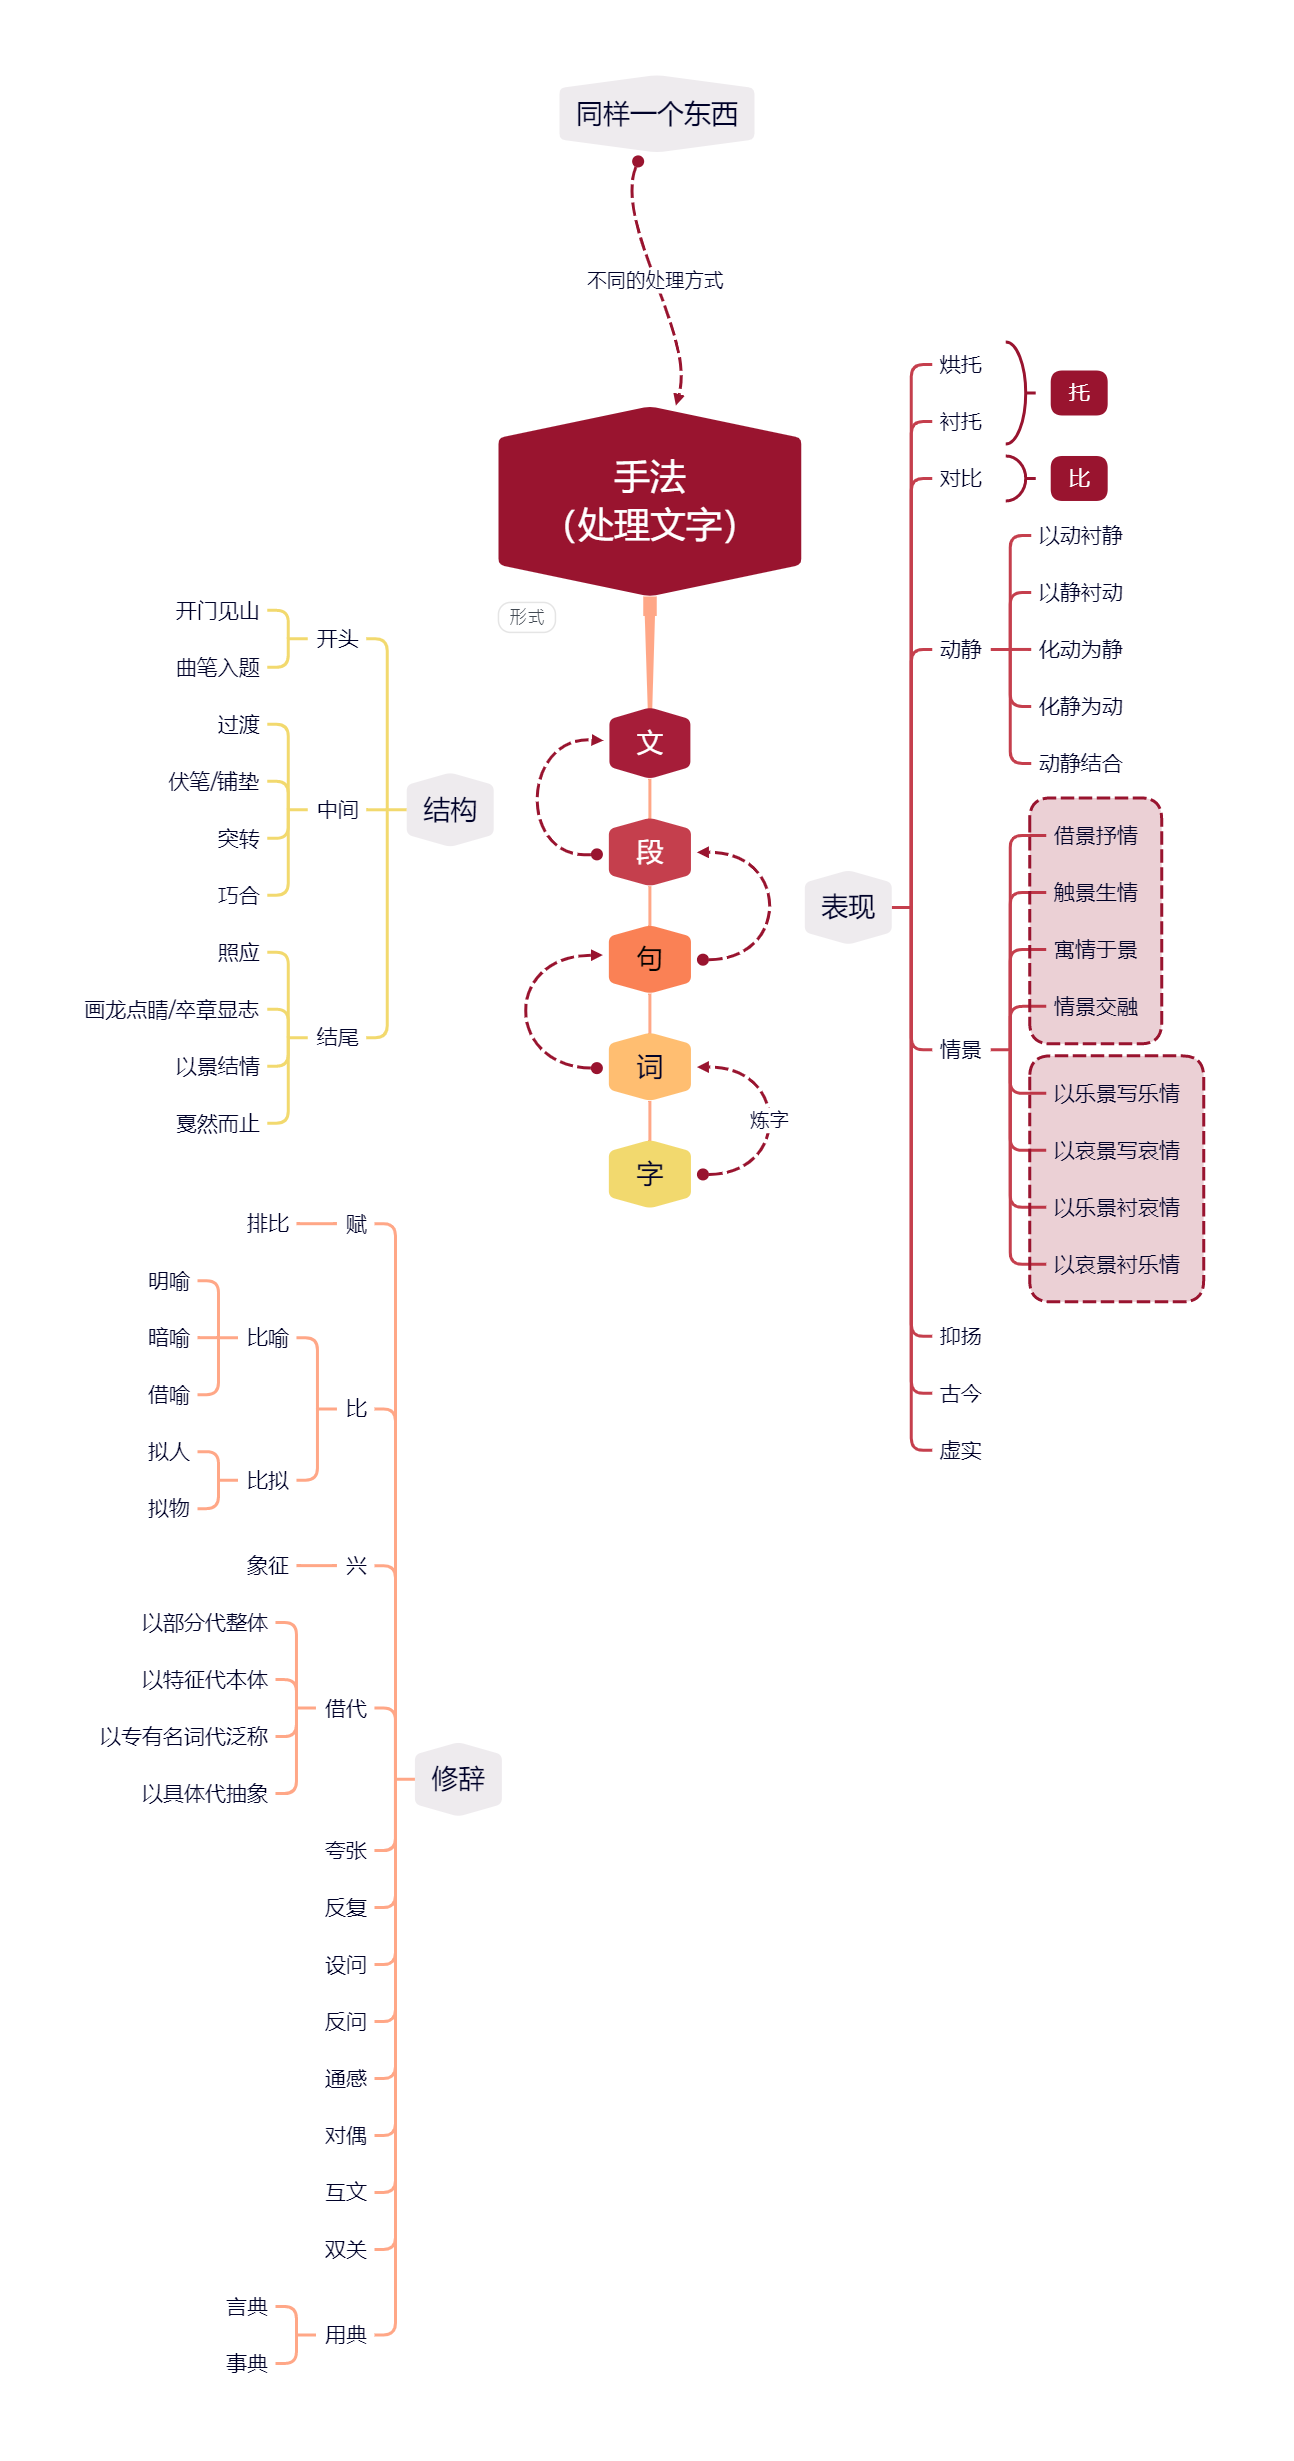 同样一个东西
不同的处理方式
手法
（处理文字）
形式
文
段
句
词
字
炼字
结构
开头
开门见山
曲笔入题
中间
过渡
伏笔/铺垫
突转
巧合
结尾
照应
画龙点睛/卒章显志
以景结情
戛然而止
表现
烘托
衬托
托
对比
比
动静
以动衬静
以静衬动
化动为静
化静为动
动静结合
情景
借景抒情
触景生情
寓情于景
情景交融
以乐景写乐情
以哀景写哀情
以乐景衬哀情
以哀景衬乐情
抑扬
古今
虚实
修辞
赋
排比
比
比喻
明喻
暗喻
借喻
比拟
拟人
拟物
兴
象征
借代
以部分代整体
以特征代本体
以专有名词代泛称
以具体代抽象
夸张
反复
设问
反问
通感
对偶
互文
双关
用典
言典
事典